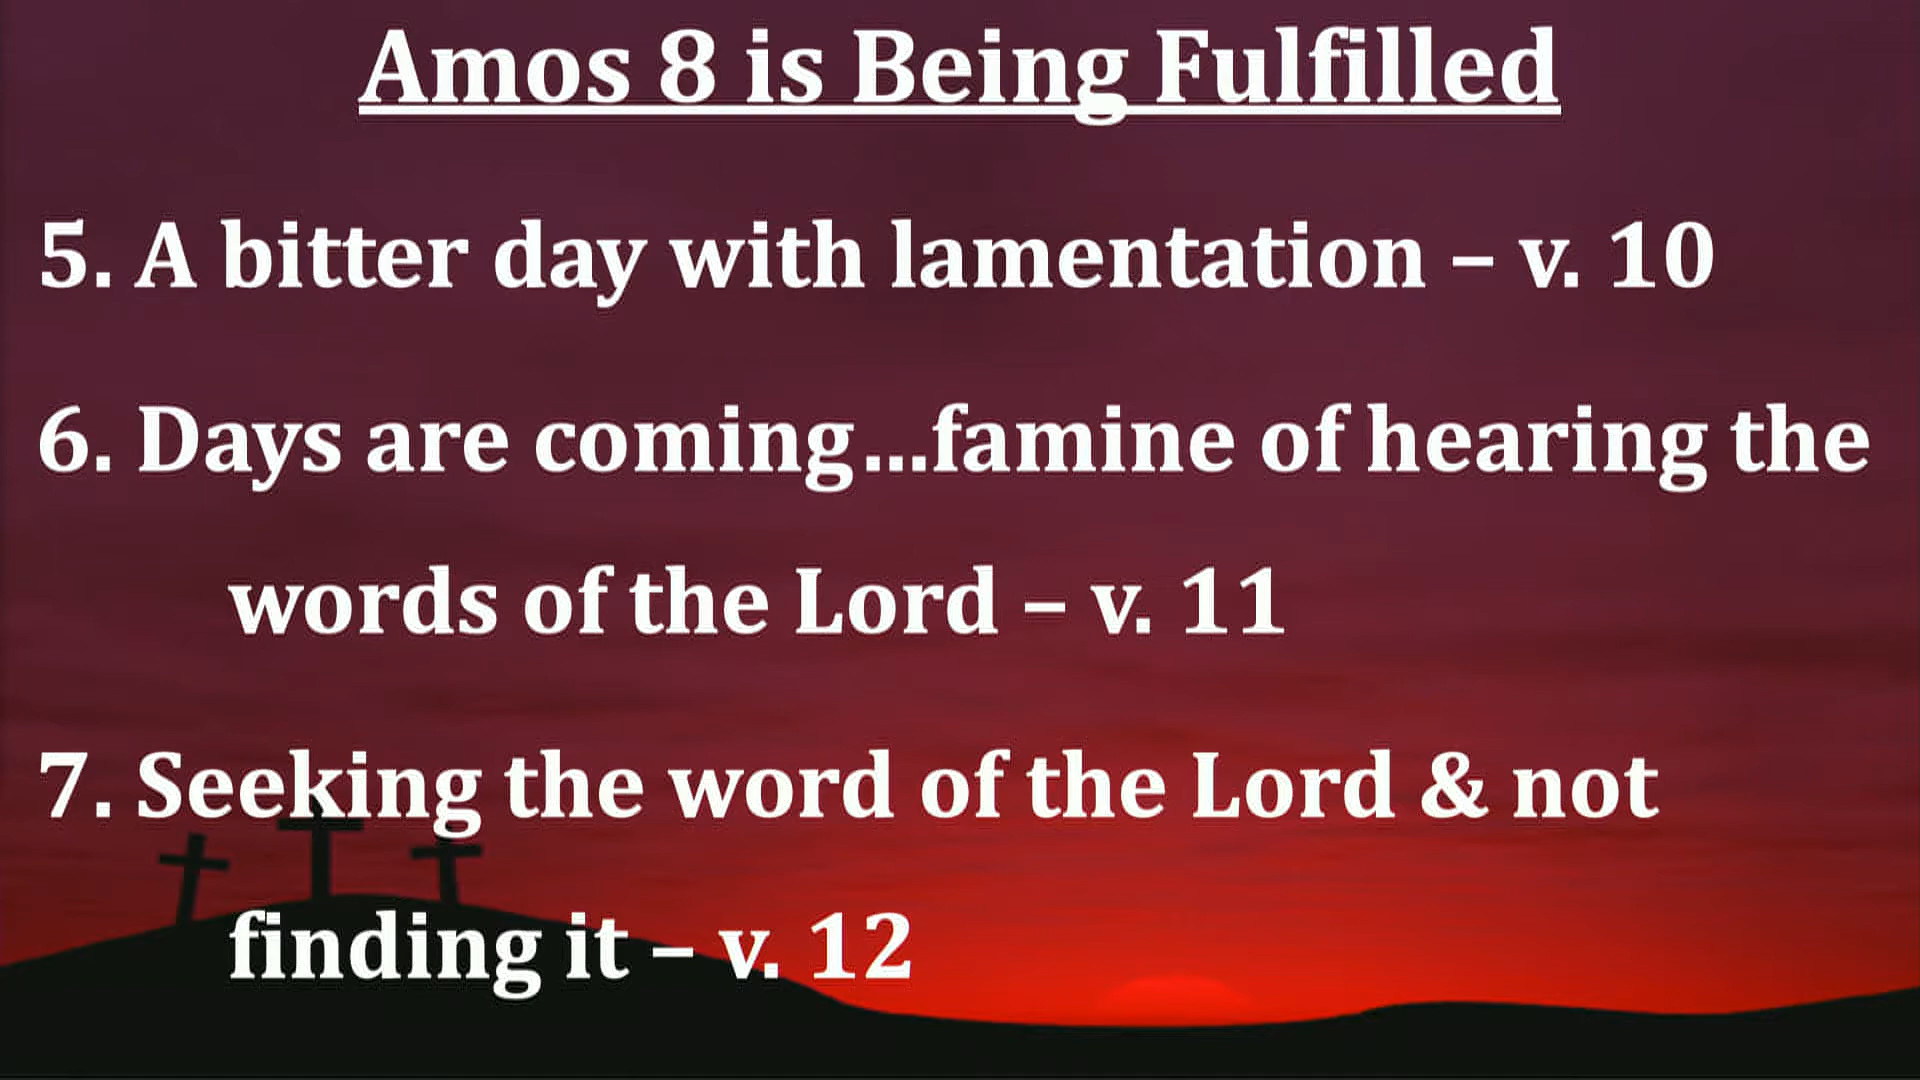 Amos 8 is Being Fulfilled
5. A bitter day with lamentation – v. 10
6. Days are coming...famine of hearing the
words of the Lord – v. 11
7. Seeking the word of the Lord & not
finding it – v. 12